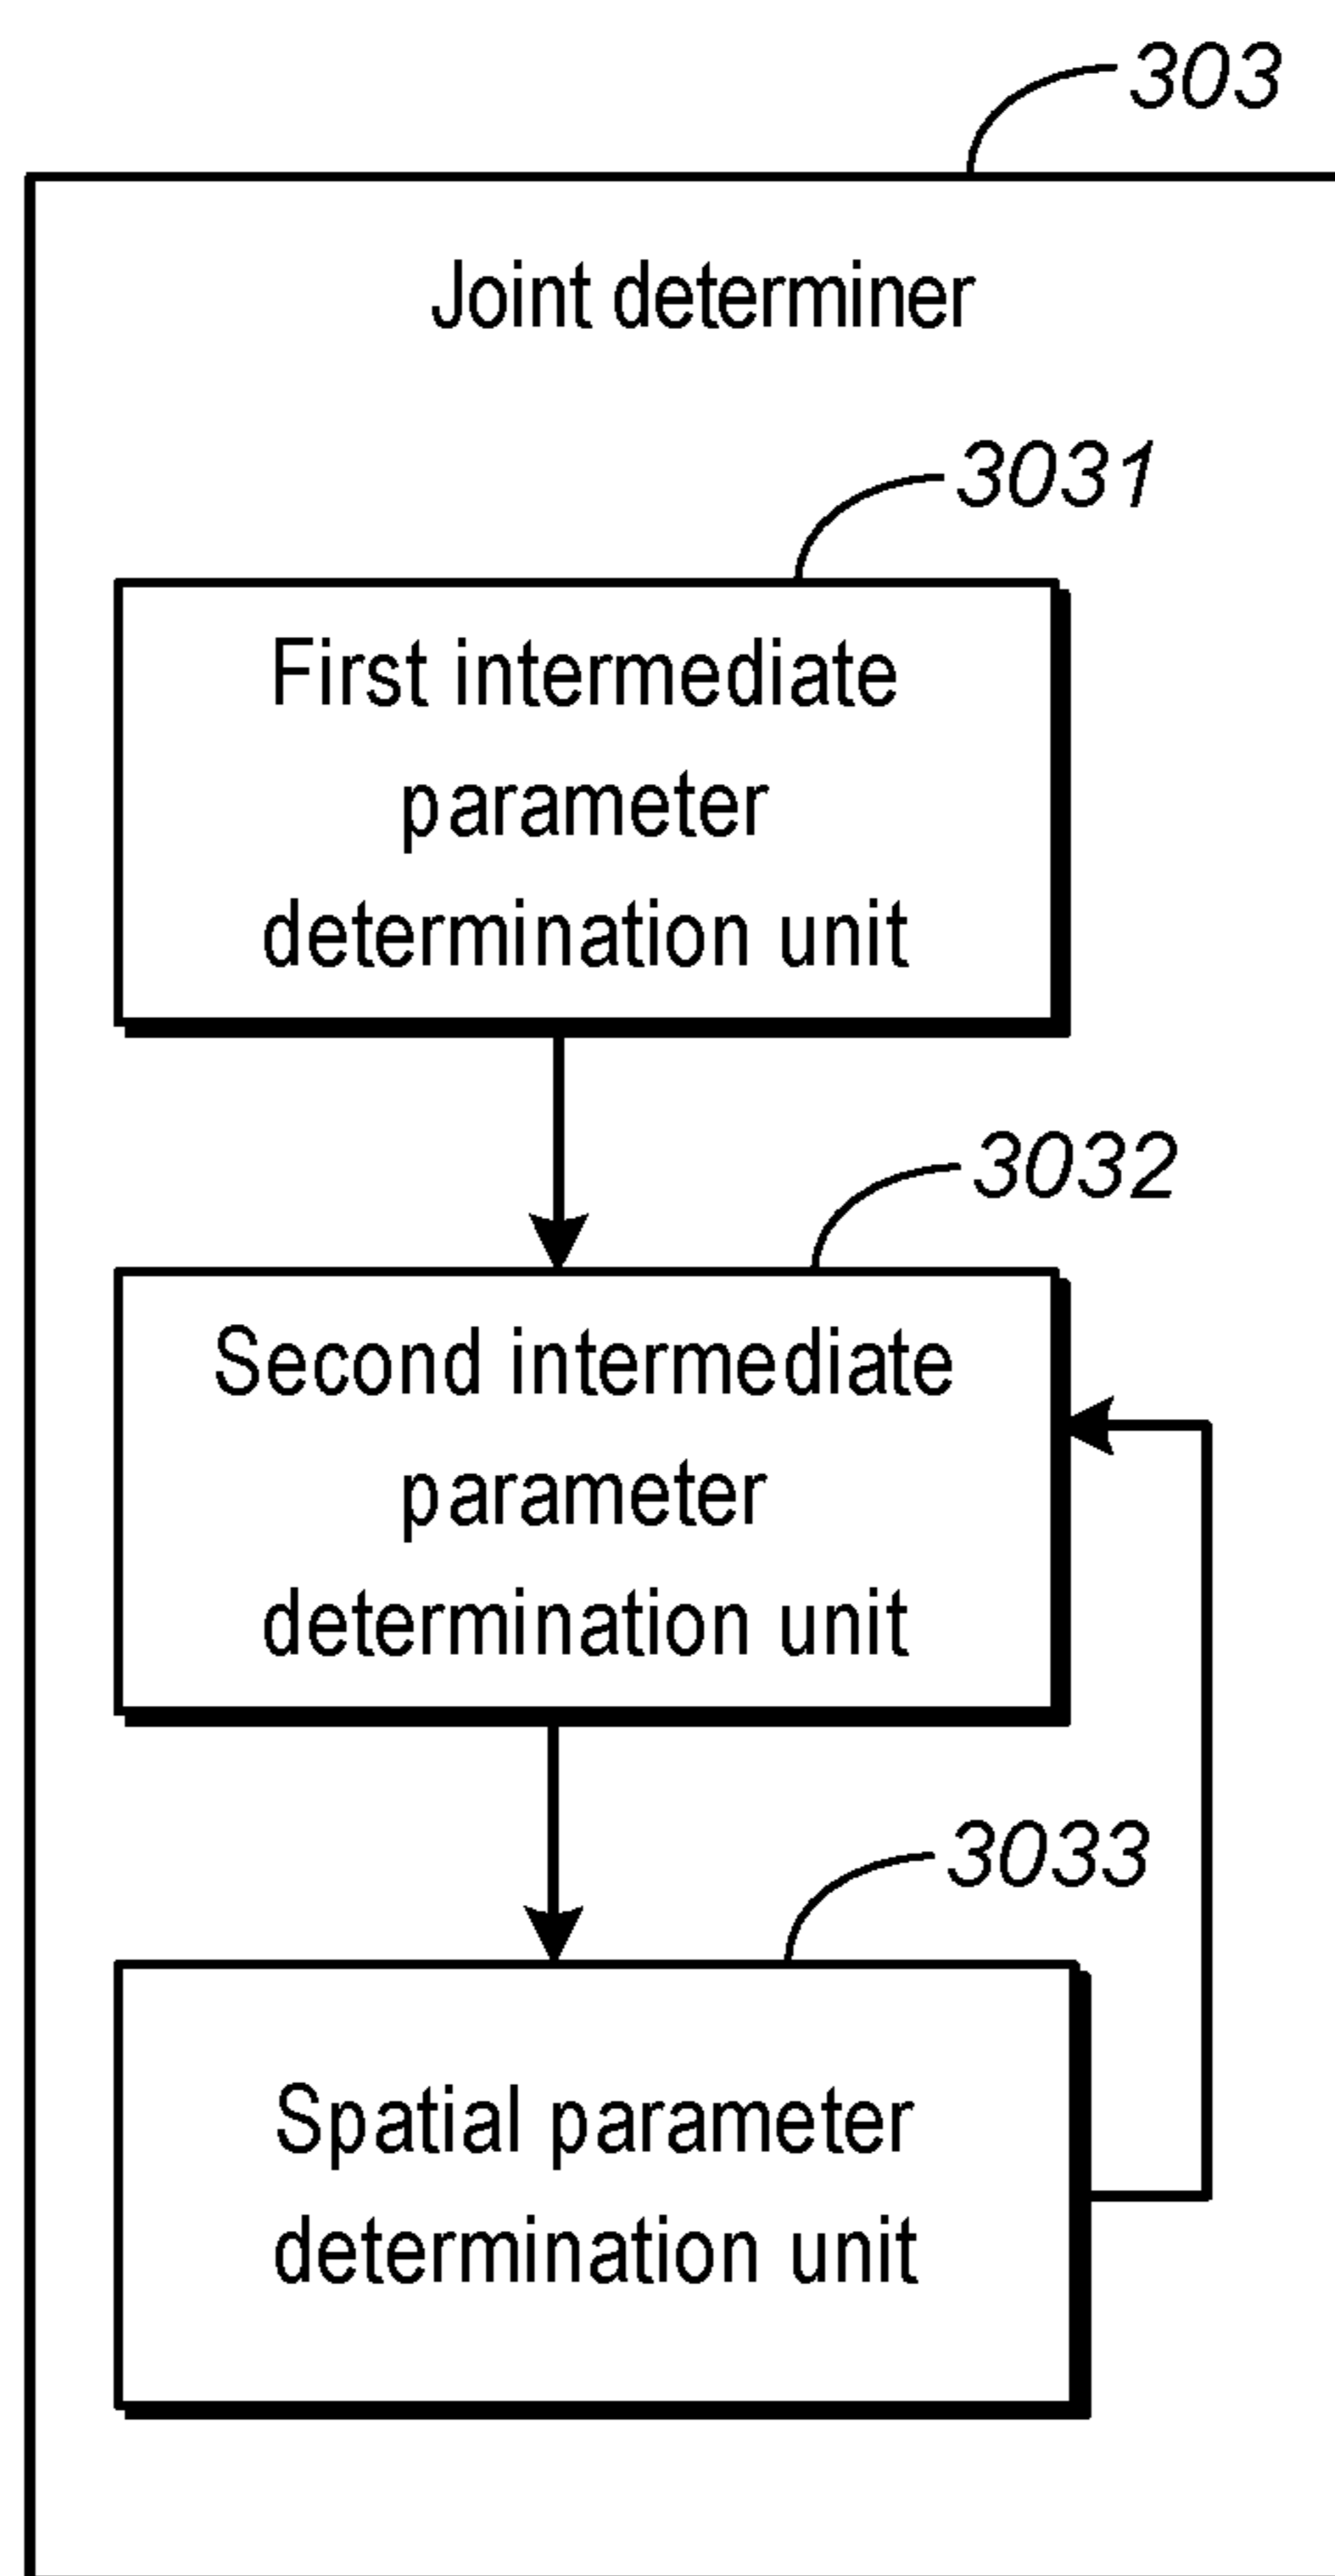 303
Joint determiner
3031
First intermediate
parameter
determination unit
3032
Second intermediate
parameter
determination unit
3033
Spatial parameter
determination unit